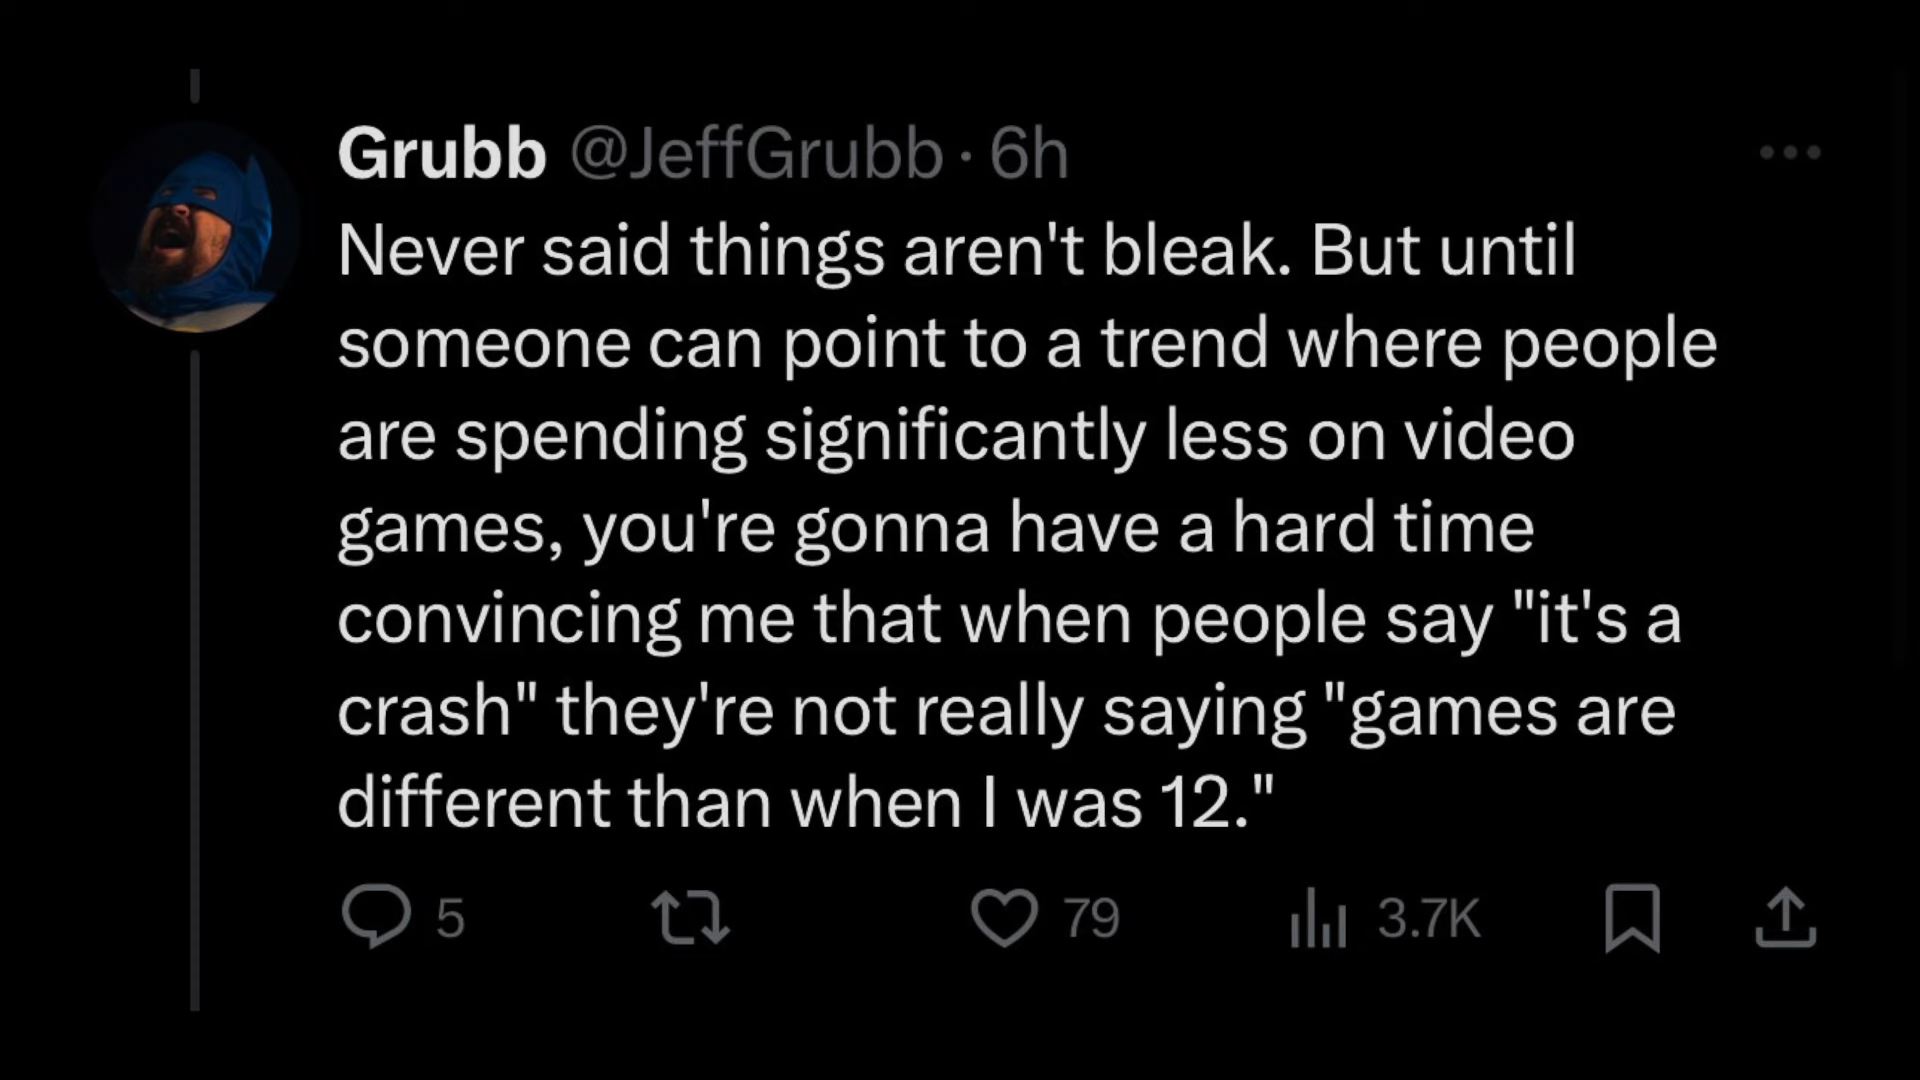 Grubb @JeffGrubb · 6h
Never said things aren't bleak. But until
someone can point to a trend where people
are spending significantly less on video
games, you're gonna have a hard time
convincing me that when people say "it's a
crash" they're not really saying "games are
different than when I was 12."
5 79 3.7K